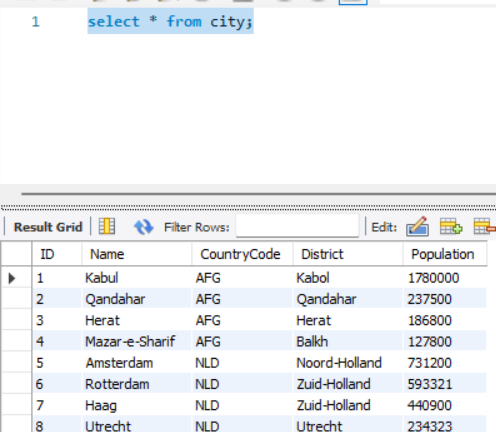 1 select * from city;
Result Grid Filter Rows: Edit:
ID Name CountryCode District Population
1 Kabul AFG Kabol 1780000
2 Qandahar AFG Qandahar 237500
3 Herat AFG Herat 186800
4 Mazar-e-Sharif AFG Balkh 127800
5 Amsterdam NLD Noord-Holland 731200
6 Rotterdam NLD Zuid-Holland 593321
7 Haag NLD Zuid-Holland 440900
8 Utrecht NLD Utrecht 234323